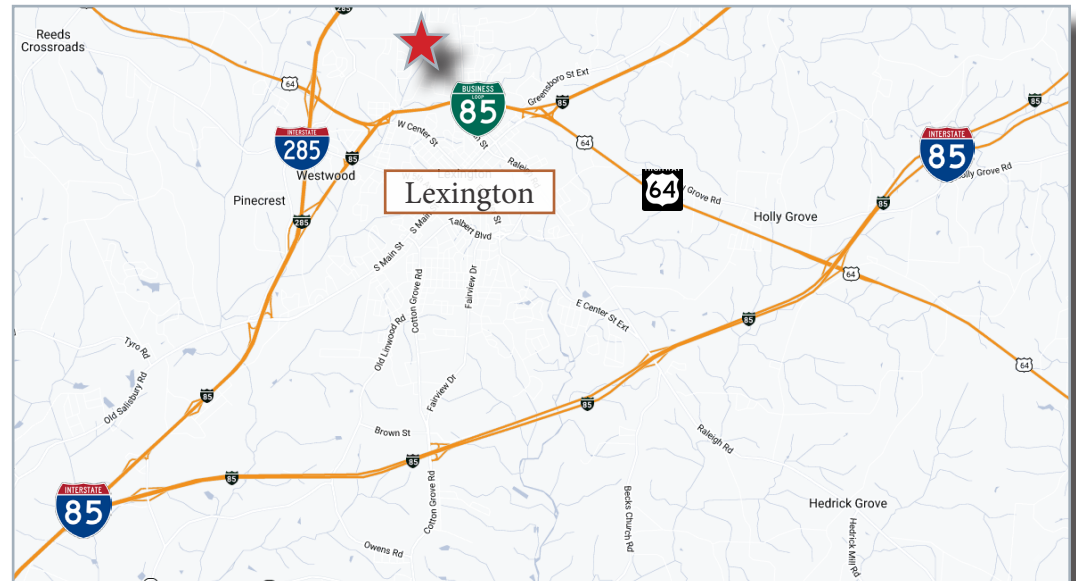 285
Reeds
Crossroads
64
BUSINESS
LOOP
85
Greensboro St Ext
85
85
W Center St
INTERSTATE
285
85
64
INTERSTATE
85
Holly Grove Rd
Westwood
Lexington
Lexington
64
Grove Rd
Pinecrest
285
85
Holly Grove
S Main
St
Talbert Blvd
S Main St
64
Cotton Grove Rd
Fairview Dr
E Center St Ext
85
Old Linwood Rd
Tyro Rd
64
Old Salisbury Rd
85
Fairview Dr
85
Brown St
Raleigh Rd
85
85
INTERSTATE
85
Cotton Grove Rd
Becks Church Rd
Hedrick Grove
Hedrick Mill Rd
Owens Rd